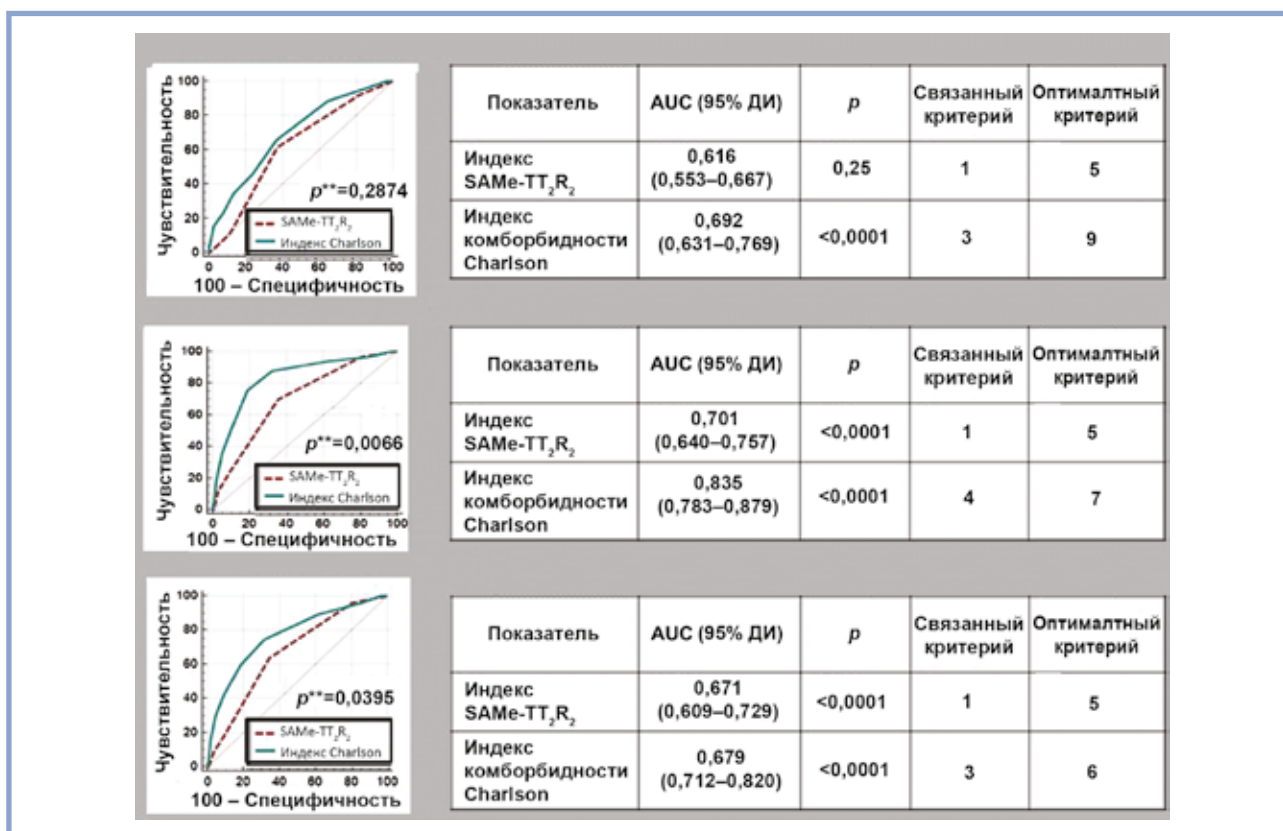 Чувствительность
100
80
60
40
20
0
p**=0,2874
SAMe-TT2R2
Индекс Charlson
0 20 40 60 80 100
100 – Специфичность
Показатель AUC (95% ДИ) p Связанный критерий Оптималтный критерий
Индекс SAMe-TT2R2 0,616 (0,553–0,667) 0,25 1 5
Индекс комборбидности Charlson 0,692 (0,631–0,769) <0,0001 3 9
Чувствительность
100
80
60
40
20
0
p**=0,0066
SAMe-TT2R2
Индекс Charlson
0 20 40 60 80 100
100 – Специфичность
Показатель AUC (95% ДИ) p Связанный критерий Оптималтный критерий
Индекс SAMe-TT2R2 0,701 (0,640–0,757) <0,0001 1 5
Индекс комборбидности Charlson 0,835 (0,783–0,879) <0,0001 4 7
Чувствительность
100
80
60
40
20
0
p**=0,0395
SAMe-TT2R2
Индекс Charlson
0 20 40 60 80 100
100 – Специфичность
Показатель AUC (95% ДИ) p Связанный критерий Оптималтный критерий
Индекс SAMe-TT2R2 0,671 (0,609–0,729) <0,0001 1 5
Индекс комборбидности Charlson 0,679 (0,712–0,820) <0,0001 3 6